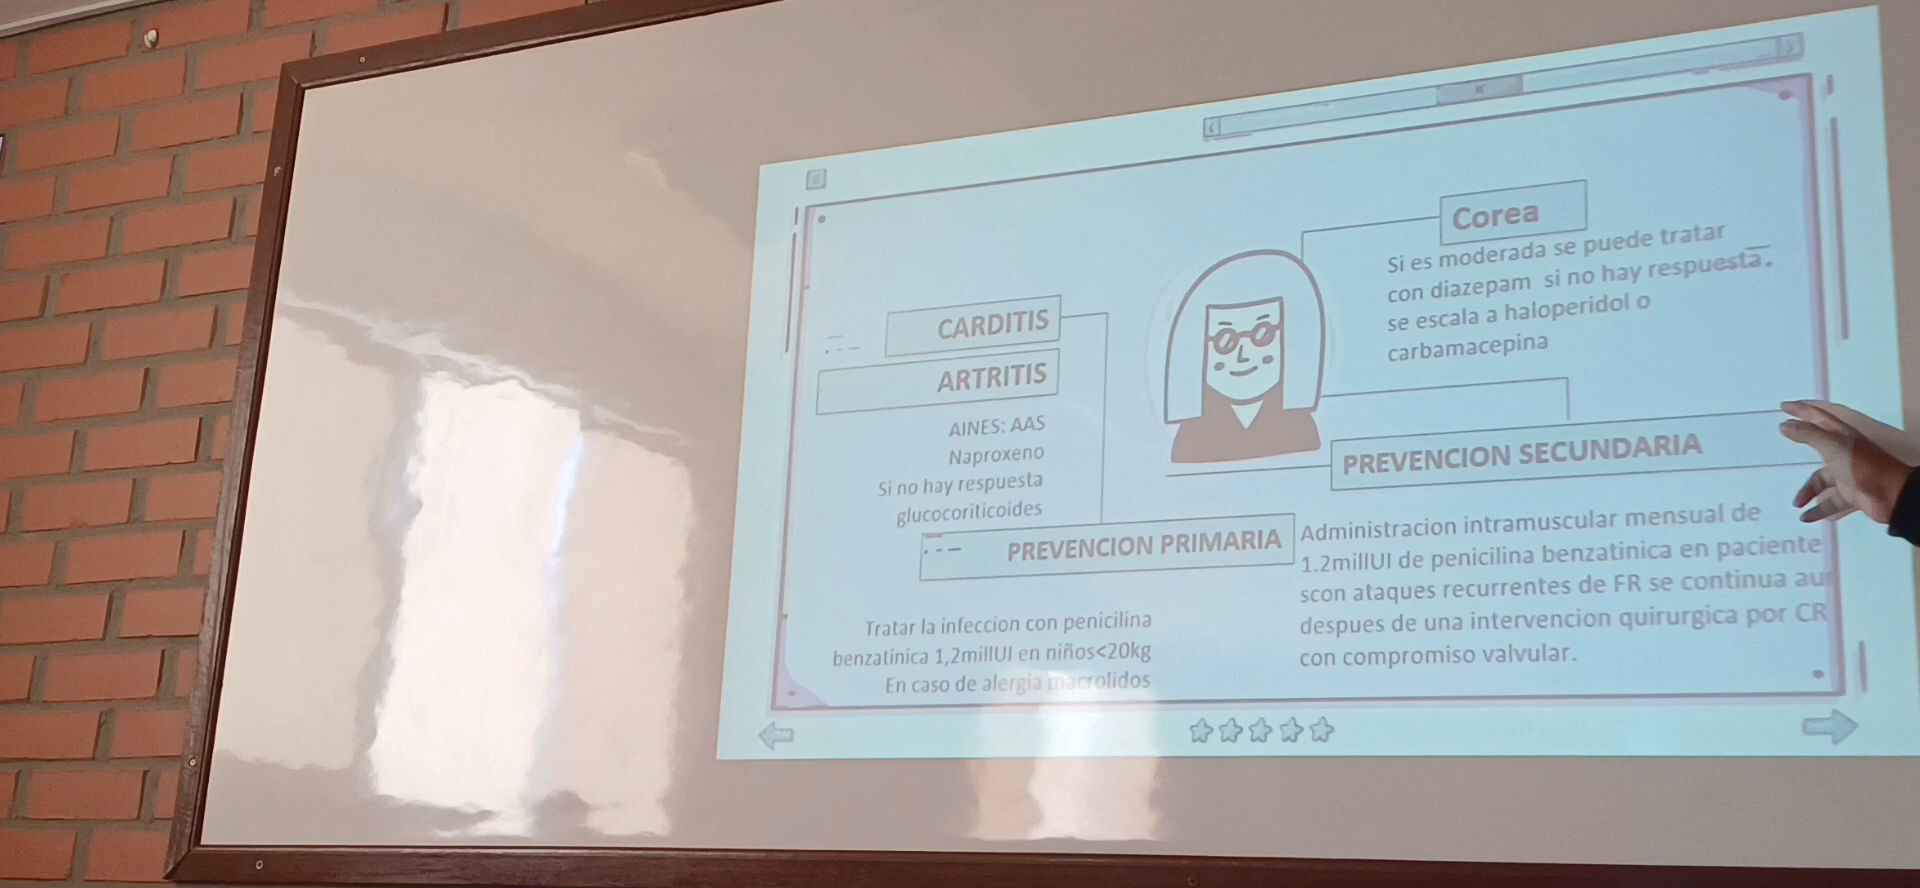 CARDITIS
ARTRITIS
AINES: AAS
Naproxeno
Si no hay respuesta
glucocoriticoides
PREVENCION PRIMARIA
Tratar la infeccion con penicilina
benzatinica 1,2millUI en niños<20kg
En caso de alergia macrolidos
Corea
Si es moderada se puede tratar
con diazepam si no hay respuesta.
se escala a haloperidol o
carbamacepina
PREVENCION SECUNDARIA
Administracion intramuscular mensual de
1.2millUI de penicilina benzatinica en paciente
scon ataques recurrentes de FR se continua aun
despues de una intervencion quirurgica por CR
con compromiso valvular.